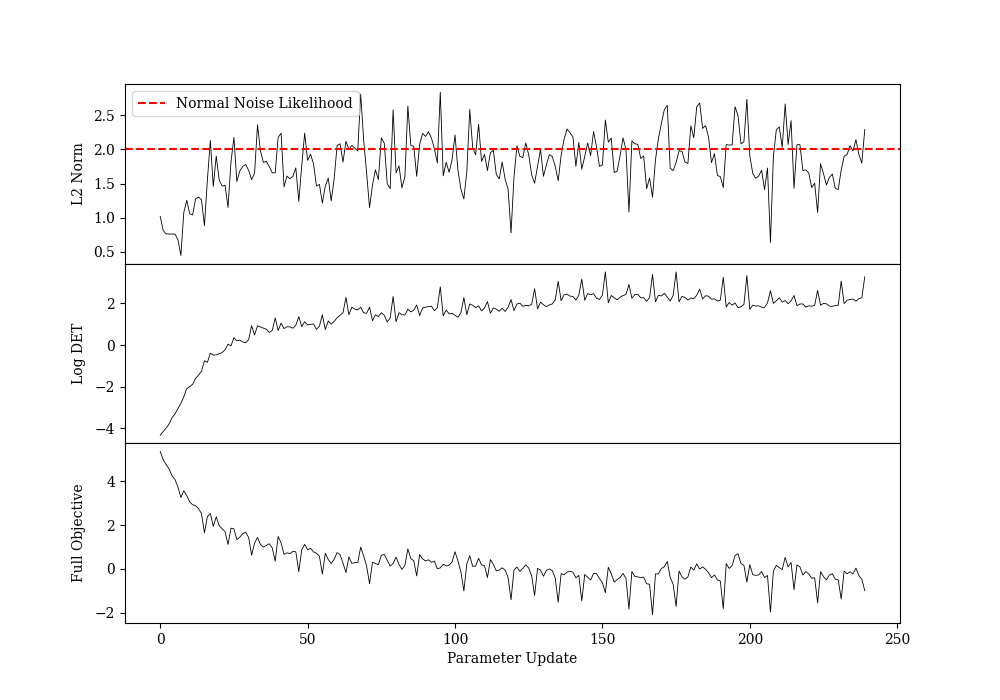 Normal Noise Likelihood
L2 Norm
2.5
2.0
1.5
1.0
0.5
Log DET
2
0
−2
−4
Full Objective
4
2
0
−2
0 50 100 150 200 250
Parameter Update